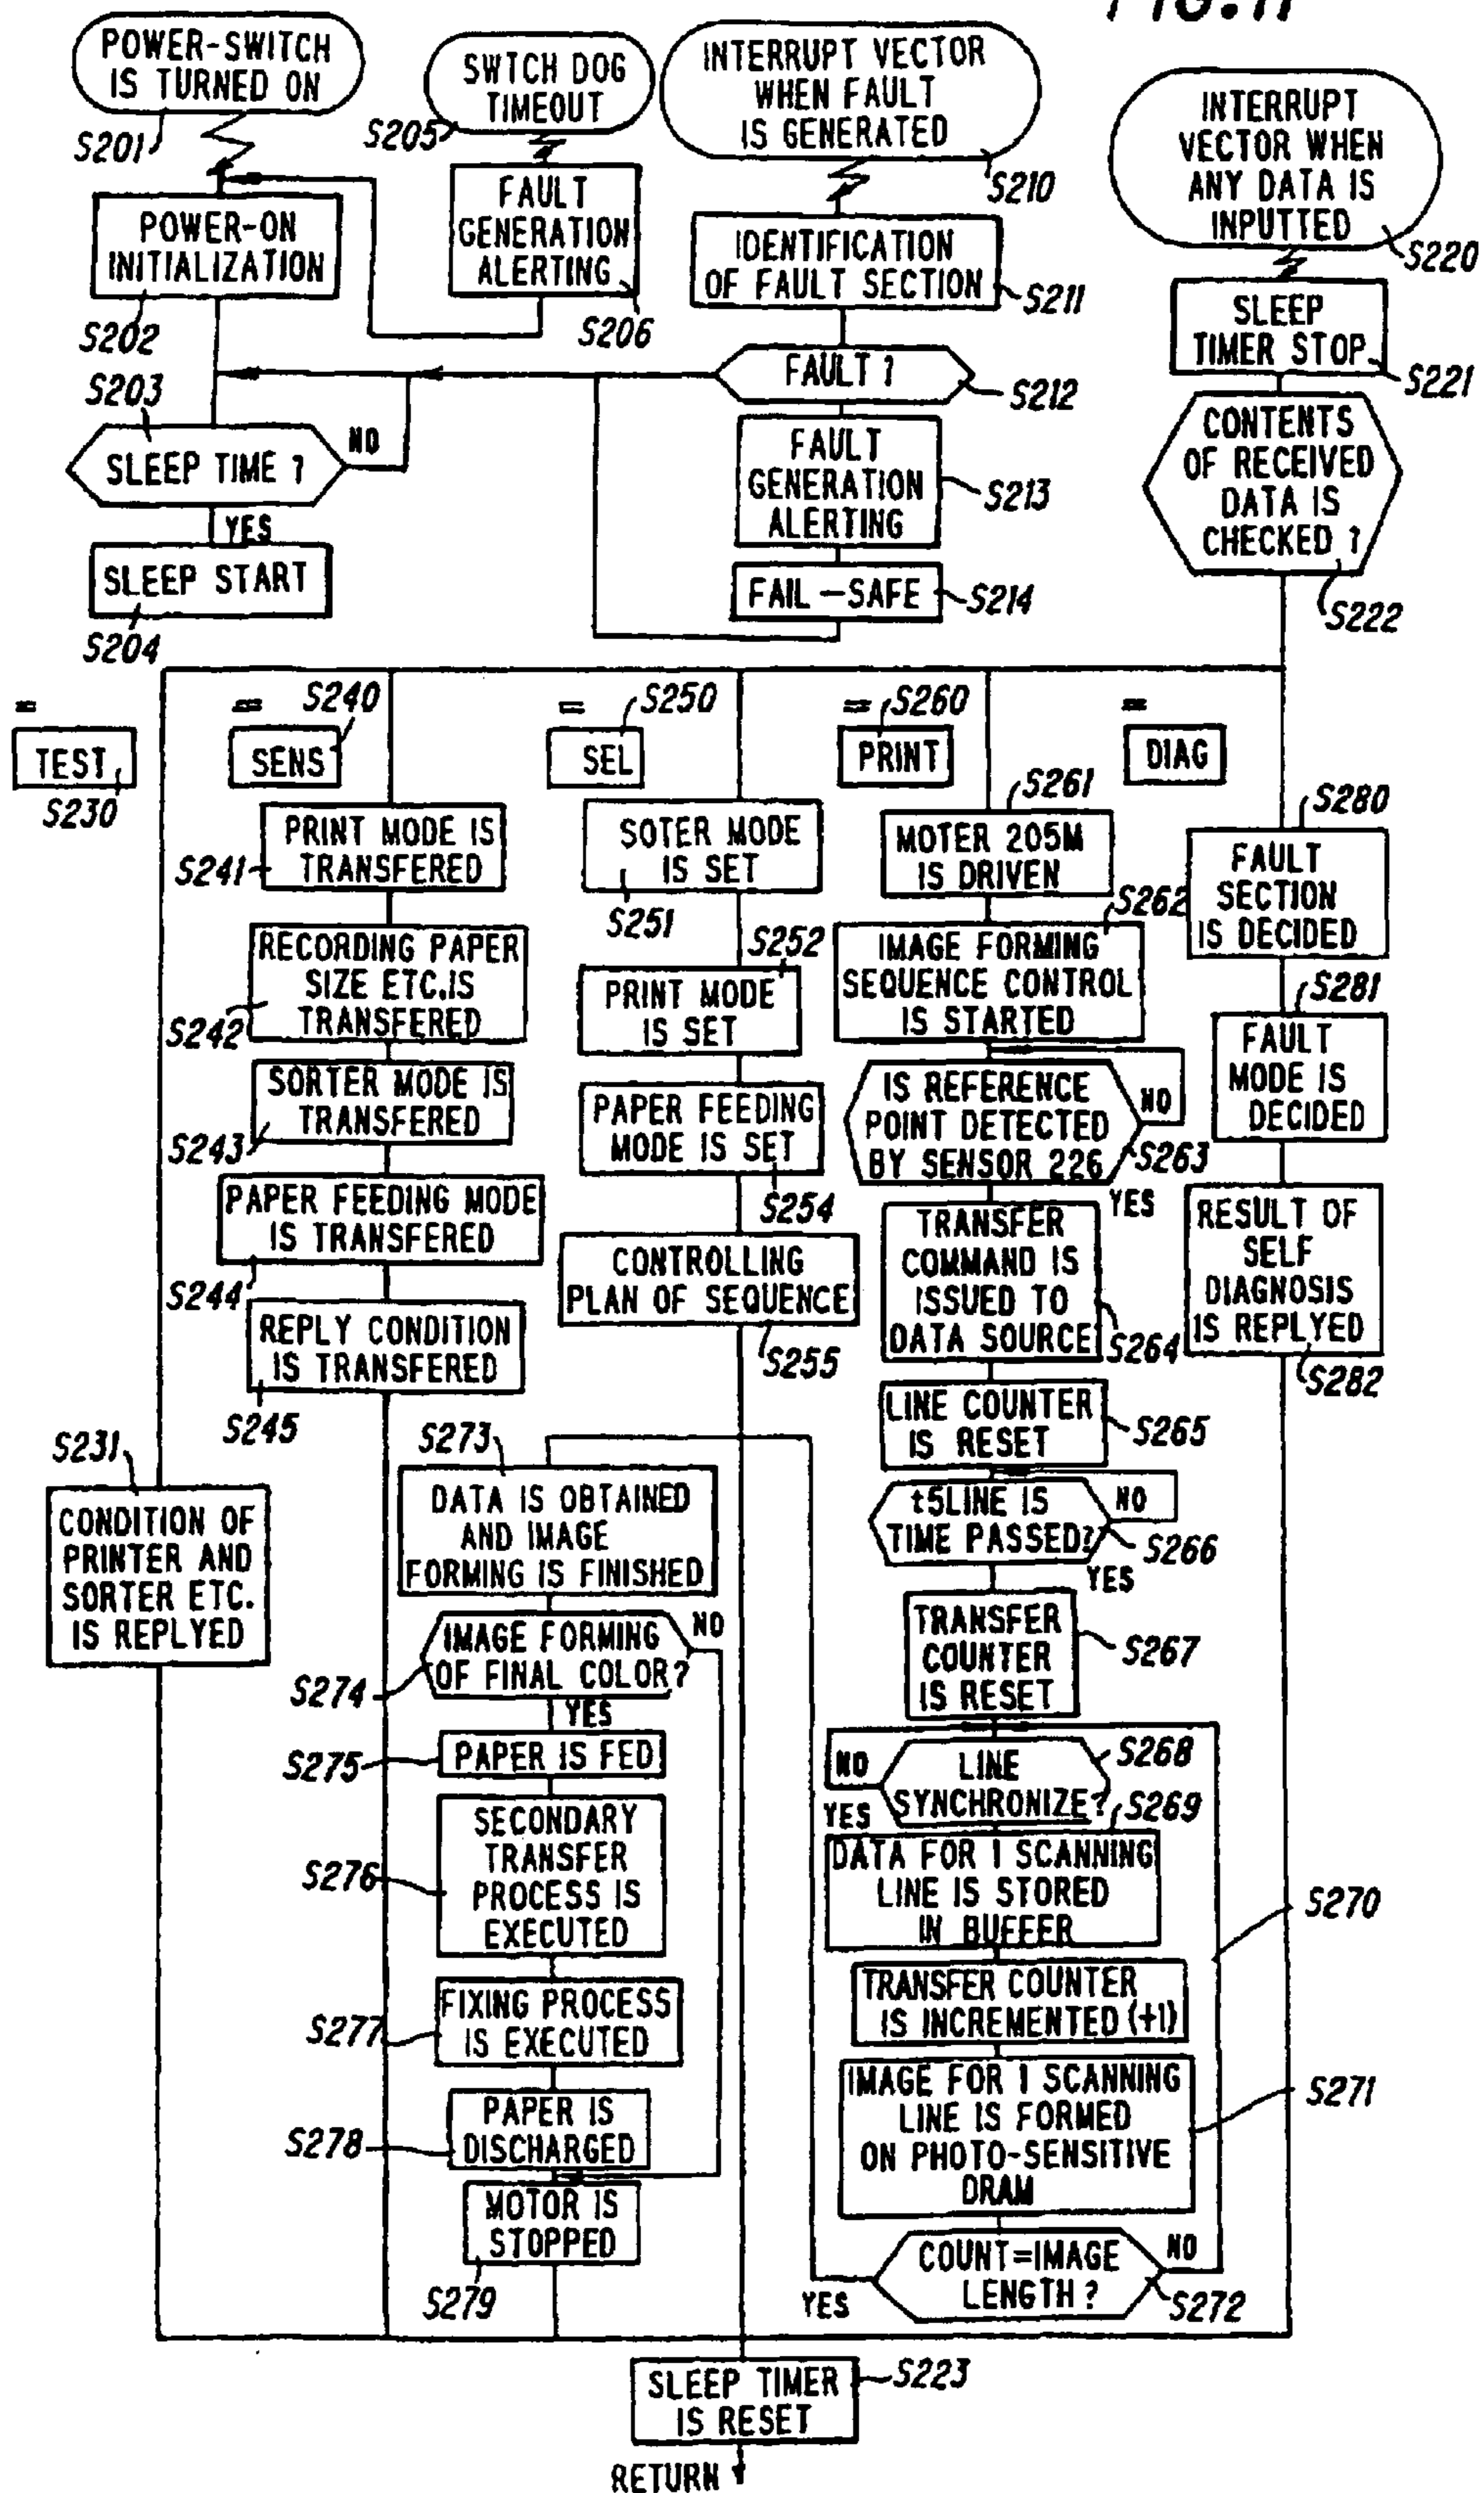 FIG. 11
POWER-SWITCH
IS TURNED ON
S201
POWER-ON
INITIALIZATION
S202
S203
SLEEP TIME ?
NO
YES
SLEEP START
S204
SWTCH DOG
TIMEOUT
S205
FAULT
GENERATION
ALERTING
S206
INTERRUPT VECTOR
WHEN FAULT
IS GENERATED
S210
IDENTIFICATION
OF FAULT SECTION
S211
FAULT ?
S212
FAULT
GENERATION
ALERTING
S213
FAIL-SAFE
S214
INTERRUPT
VECTOR WHEN
ANY DATA IS
INPUTTED
S220
SLEEP
TIMER STOP
S221
CONTENTS
OF RECEIVED
DATA IS
CHECKED ?
S222
=
TEST
S230
S231
CONDITION OF
PRINTER AND
SORTER ETC.
IS REPLYED
=
S240
SENS
PRINT MODE IS
TRANSFERED
S241
RECORDING PAPER
SIZE ETC.IS
TRANSFERED
S242
SORTER MODE IS
TRANSFERED
S243
PAPER FEEDING MODE
IS TRANSFERED
S244
REPLY CONDITION
IS TRANSFERED
S245
=
S250
SEL
SOTER MODE
IS SET
S251
S252
PRINT MODE
IS SET
PAPER FEEDING
MODE IS SET
S254
CONTROLLING
PLAN OF SEQUENCE
S255
=
S260
PRINT
S261
MOTER 205M
IS DRIVEN
S262
IMAGE FORMING
SEQUENCE CONTROL
IS STARTED
IS REFERENCE
POINT DETECTED
BY SENSOR 226
NO
S263
YES
TRANSFER
COMMAND IS
ISSUED TO
DATA SOURCE
S264
LINE COUNTER
IS RESET
S265
t5LINE IS
TIME PASSED?
NO
S266
YES
TRANSFER
COUNTER
IS RESET
S267
LINE
SYNCHRONIZE?
NO
S268
YES
S269
DATA FOR 1 SCANNING
LINE IS STORED
IN BUFFER
TRANSFER COUNTER
IS INCREMENTED (+1)
S270
IMAGE FOR 1 SCANNING
LINE IS FORMED
ON PHOTO-SENSITIVE
DRAM
S271
COUNT=IMAGE
LENGTH ?
NO
S272
YES
S273
DATA IS OBTAINED
AND IMAGE
FORMING IS FINISHED
IMAGE FORMING
OF FINAL COLOR?
NO
S274
YES
S275
PAPER IS FED
SECONDARY
TRANSFER
PROCESS IS
EXECUTED
S276
FIXING PROCESS
IS EXECUTED
S277
PAPER IS
DISCHARGED
S278
MOTOR IS
STOPPED
S279
=
DIAG
S280
FAULT
SECTION
IS DECIDED
S281
FAULT
MODE IS
DECIDED
RESULT OF
SELF
DIAGNOSIS
IS REPLYED
S282
SLEEP TIMER
IS RESET
S223
RETURN